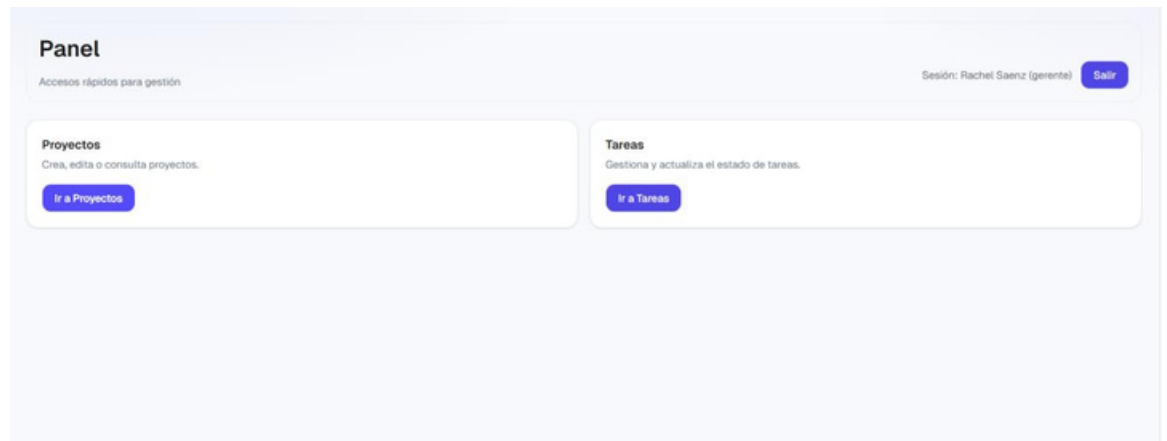 Panel
Accesos rápidos para gestión
Sesión: Rachel Saenz (gerente)
Salir
Proyectos
Crea, edita o consulta proyectos.
Ir a Proyectos
Tareas
Gestiona y actualiza el estado de tareas.
Ir a Tareas